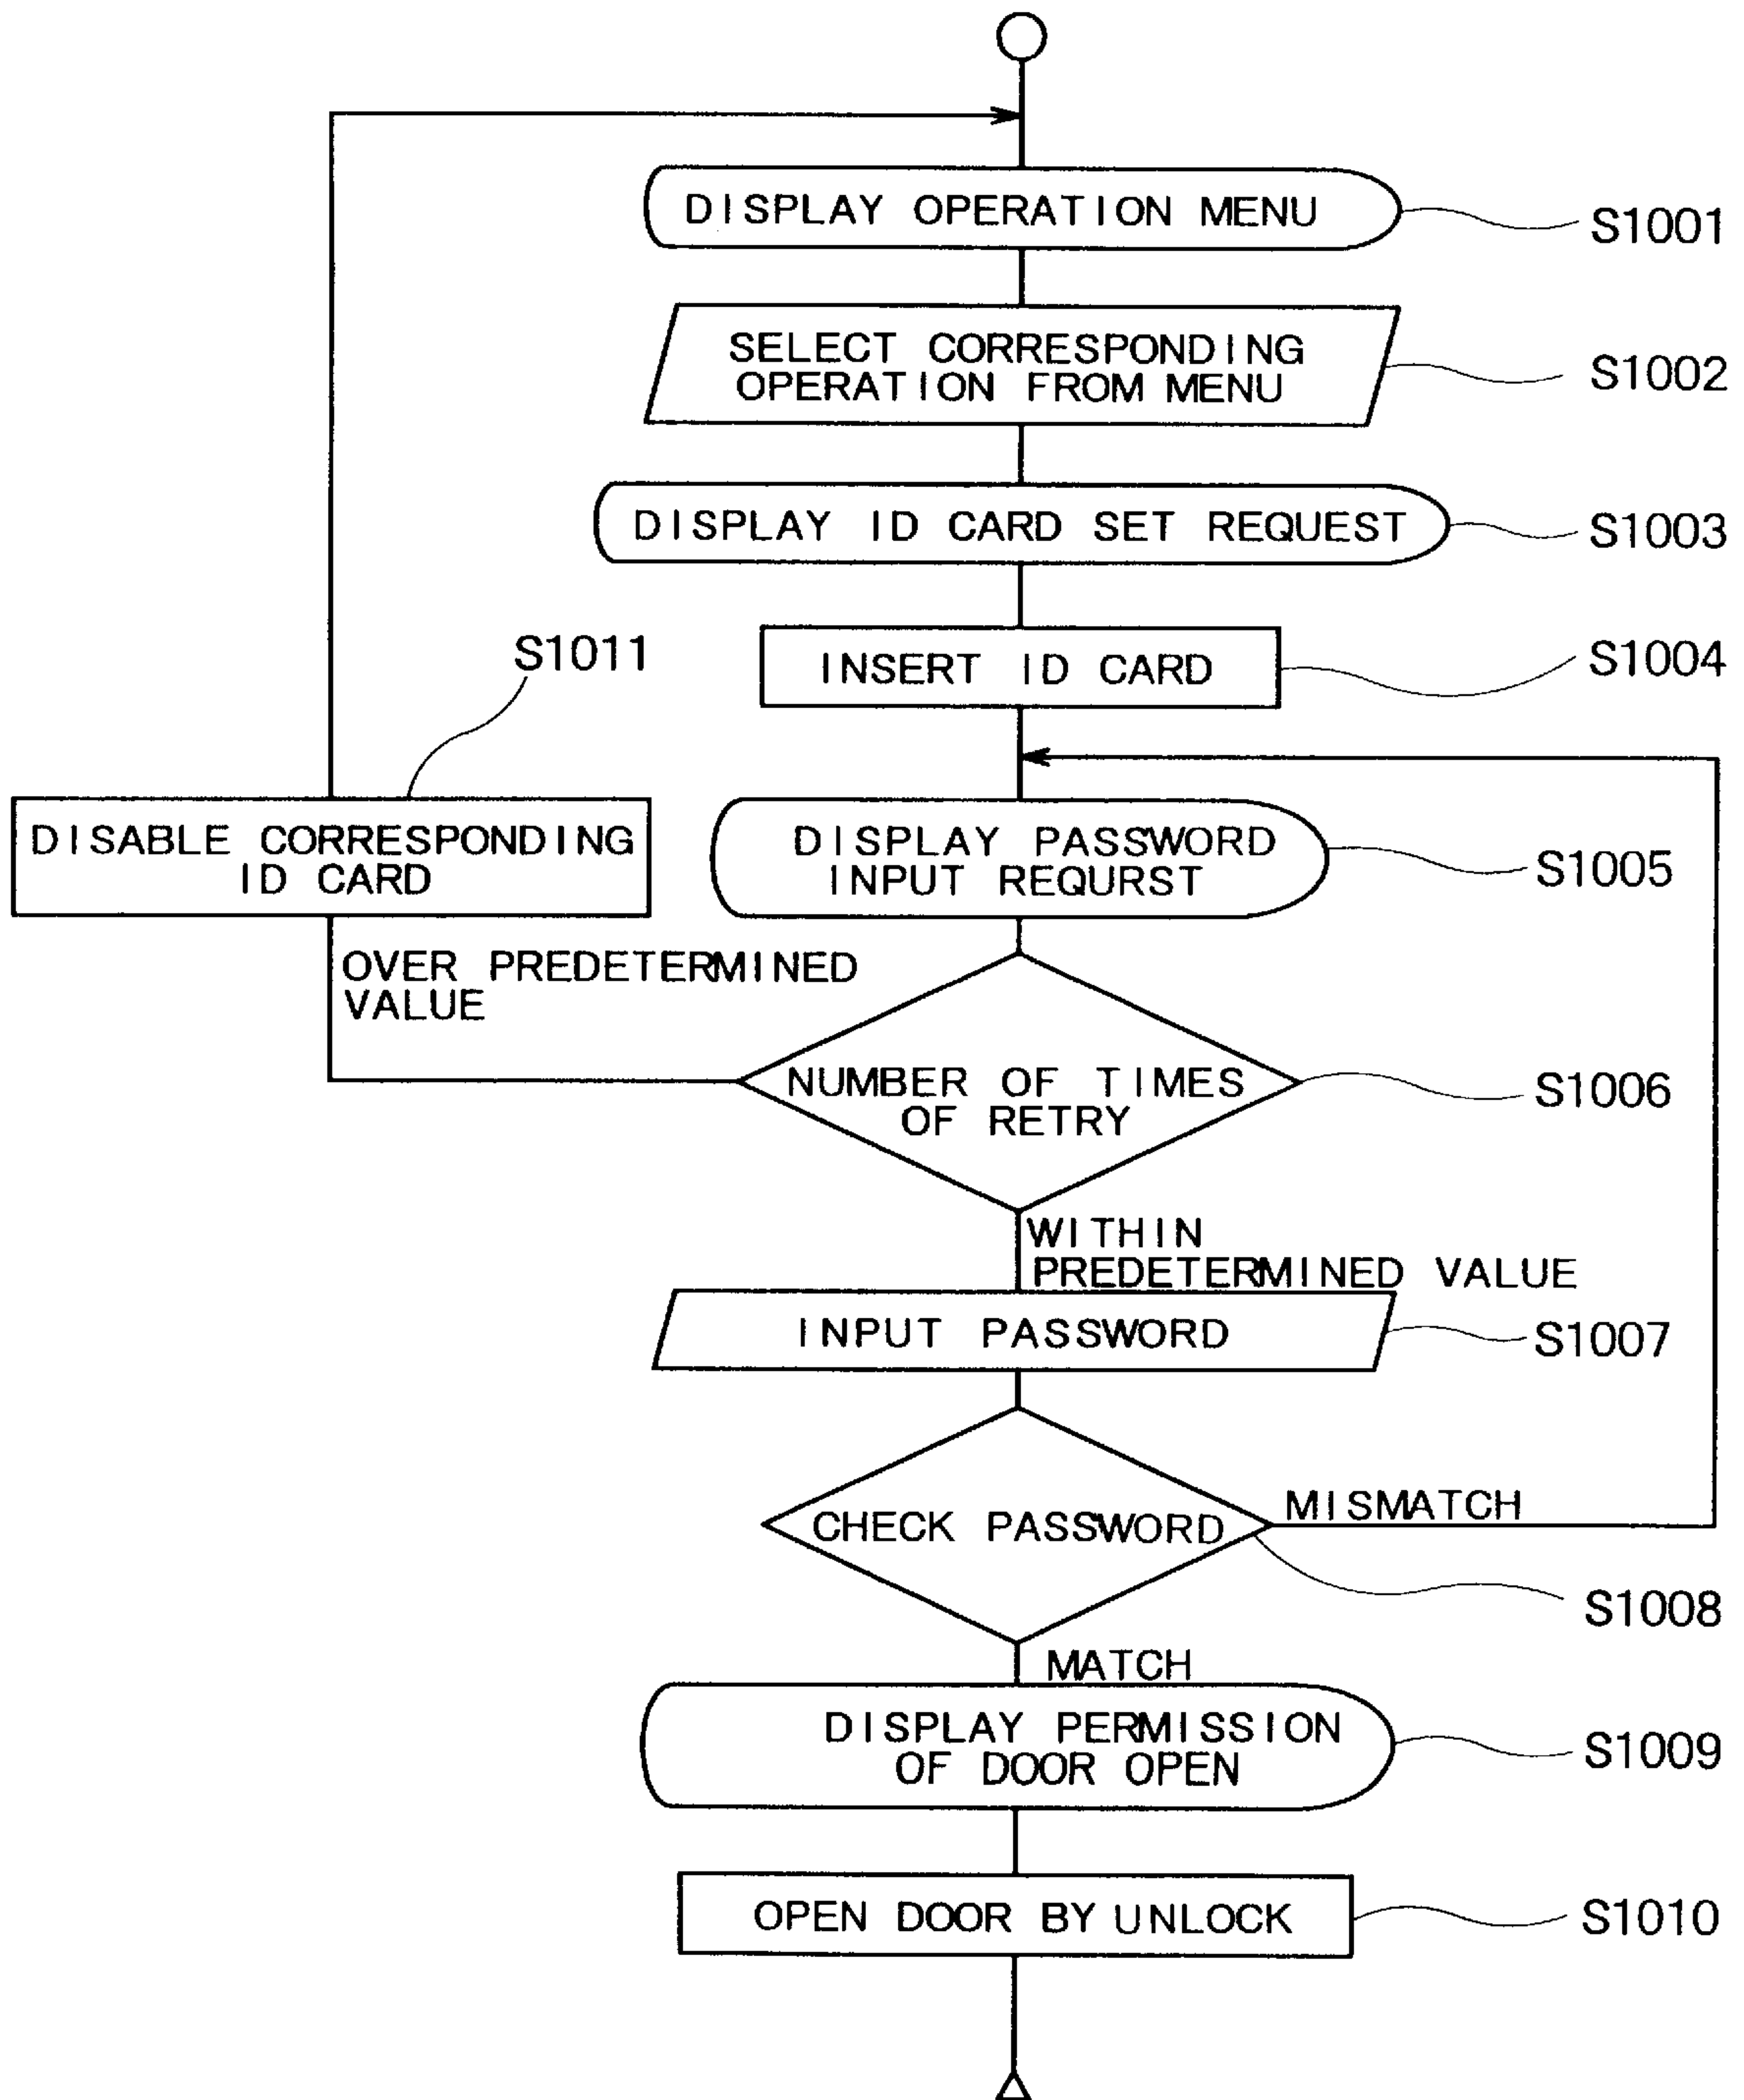 DISPLAY OPERATION MENU
S1001
SELECT CORRESPONDING
OPERATION FROM MENU
S1002
DISPLAY ID CARD SET REQUEST
S1003
INSERT ID CARD
S1004
S1011
DISABLE CORRESPONDING
ID CARD
DISPLAY PASSWORD
INPUT REQURST
S1005
OVER PREDETERMINED
VALUE
NUMBER OF TIMES
OF RETRY
S1006
WITHIN
PREDETERMINED VALUE
INPUT PASSWORD
S1007
CHECK PASSWORD
MISMATCH
S1008
MATCH
DISPLAY PERMISSION
OF DOOR OPEN
S1009
OPEN DOOR BY UNLOCK
S1010